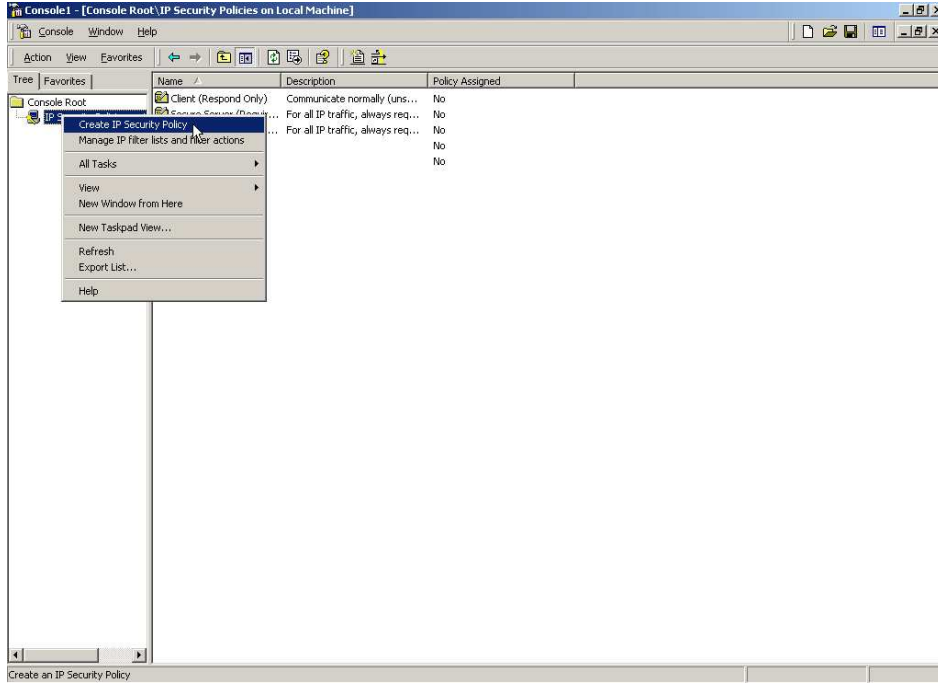 Console1 - [Console Root\IP Security Policies on Local Machine]
Console Window Help
Action View Favorites
Tree Favorites
Name Description Policy Assigned
Console Root
IP
Client (Respond Only) Communicate normally (uns... No
Secure Server (Requir... For all IP traffic, always req... No
... For all IP traffic, always req... No
No
No
Create IP Security Policy
Manage IP filter lists and filter actions
All Tasks
View
New Window from Here
New Taskpad View...
Refresh
Export List...
Help
Create an IP Security Policy